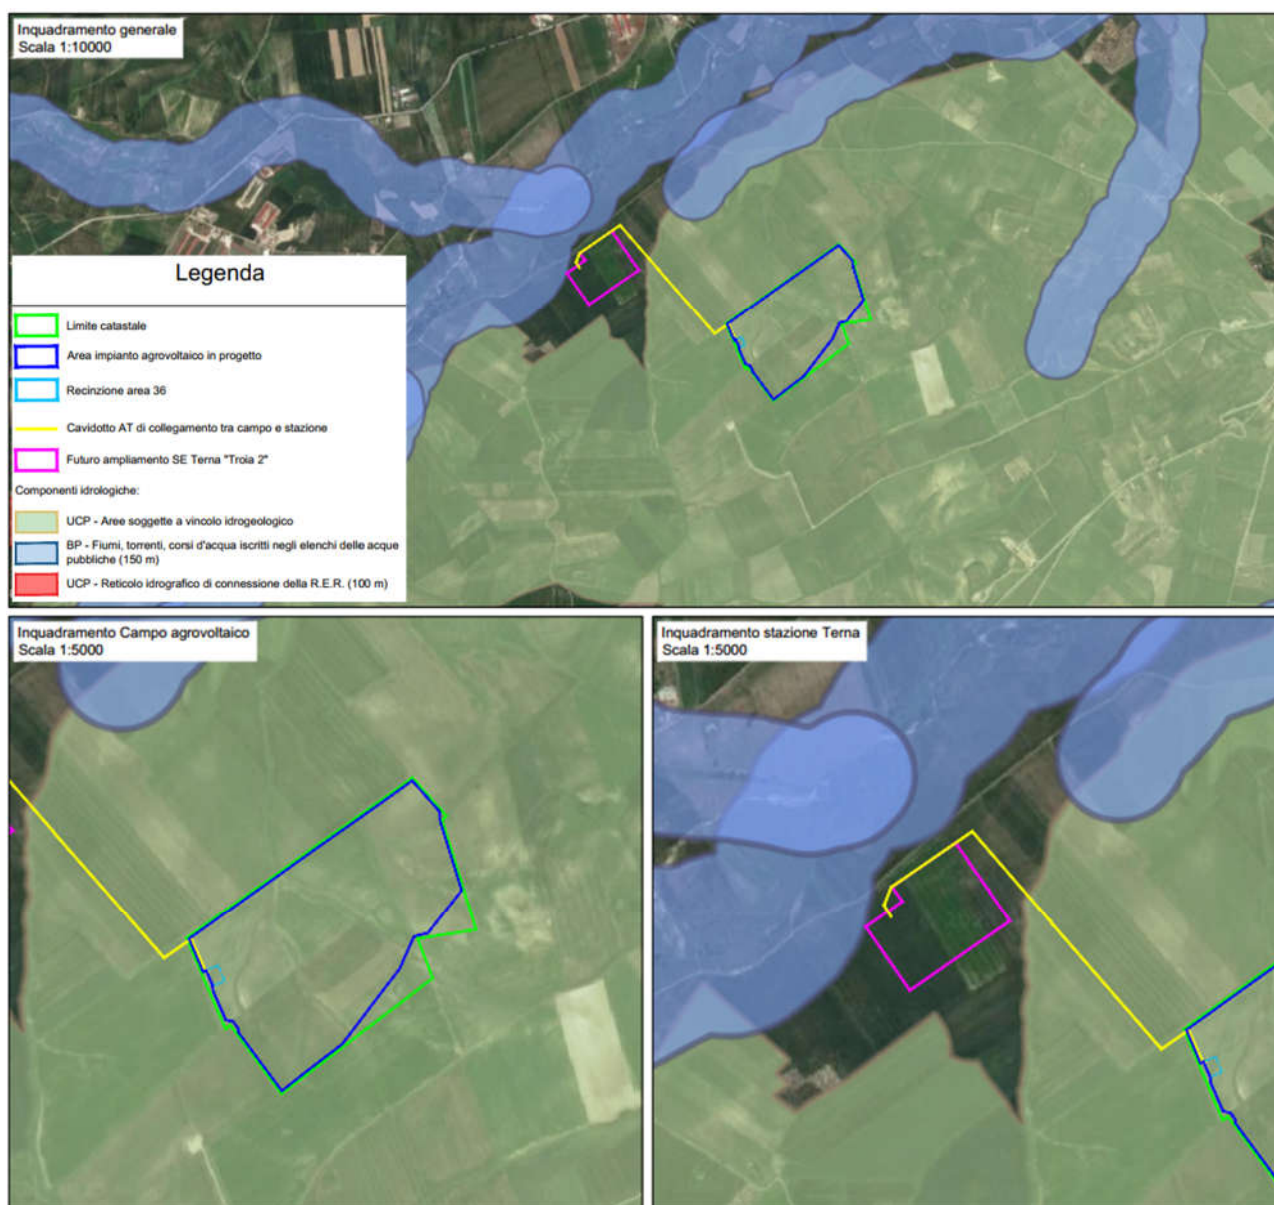 Inquadramento generale
Scala 1:10000
Legenda
Limite catastale
Area impianto agrovoltaico in progetto
Recinzione area 36
Cavidotto AT di collegamento tra campo e stazione
Futuro ampliamento SE Terna "Troia 2"
Componenti idrologiche:
UCP - Aree soggette a vincolo idrogeologico
BP - Fiumi, torrenti, corsi d'acqua iscritti negli elenchi delle acque
pubbliche (150 m)
UCP - Reticolo idrografico di connessione della R.E.R. (100 m)
Inquadramento Campo agrovoltaico
Scala 1:5000
Inquadramento stazione Terna
Scala 1:5000